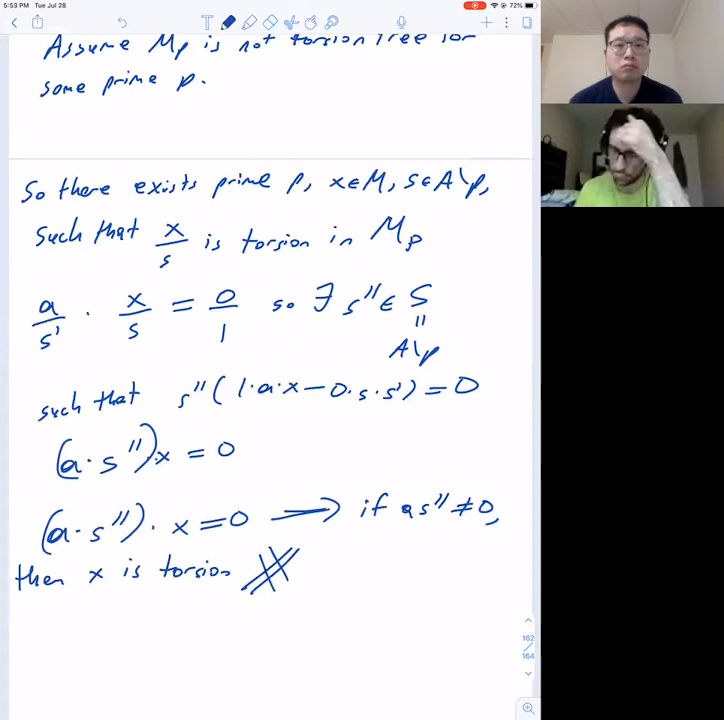 5:53 PM Tue Jul 28
72%
Assume Mp is not torsion free for
some prime p.
So there exists prime p, x∈M, s∈A\p,
such that x/s is torsion in Mp
a/s' · x/s = 0/1 so ∃ s''∈ S
=
A\p
such that s''(1·a·x−0·s·s')=0
(a·s'')x = 0
(a·s'')·x=0 → if as''≠0,
then x is torsion
162
/
164